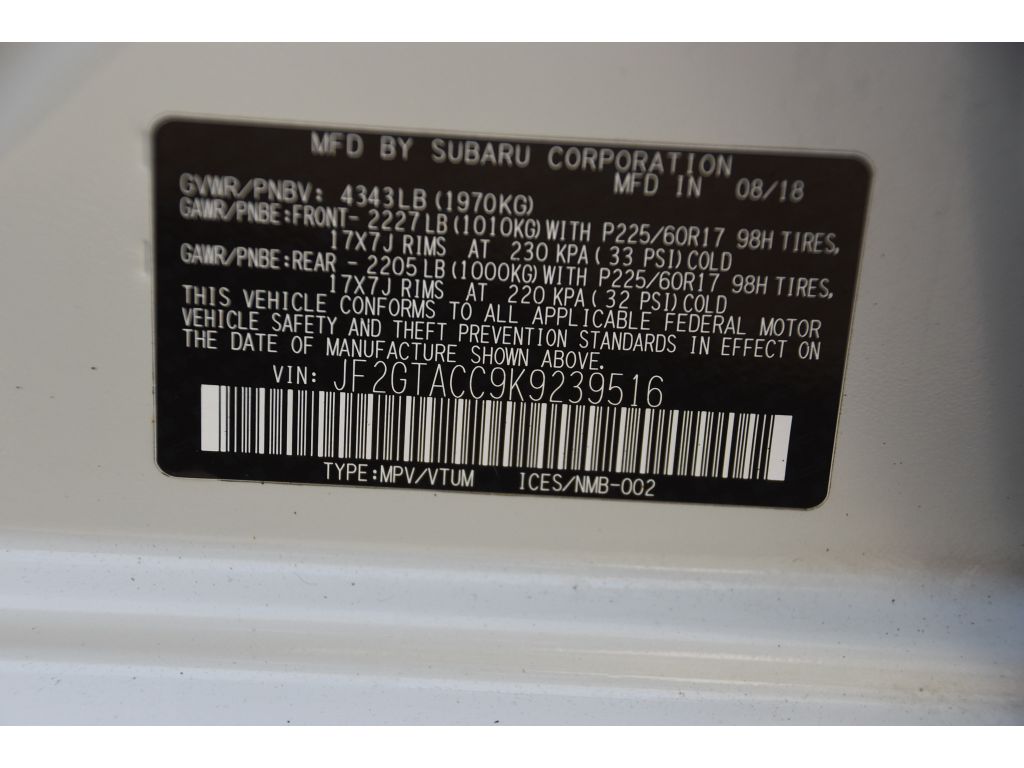 MFD BY SUBARU CORPORATION
MFD IN 08/18
GVWR/PNBV: 4343LB (1970KG)
GAWR/PNBE:FRONT- 2227LB (1010KG) WITH P225/60R17 98H TIRES,
17X7J RIMS AT 230 KPA ( 33 PSI) COLD
GAWR/PNBE:REAR - 2205LB (1000KG) WITH P225/60R17 98H TIRES,
17X7J RIMS AT 220 KPA ( 32 PSI) COLD
THIS VEHICLE CONFORMS TO ALL APPLICABLE FEDERAL MOTOR
VEHICLE SAFETY AND THEFT PREVENTION STANDARDS IN EFFECT ON
THE DATE OF MANUFACTURE SHOWN ABOVE.
VIN: JF2GTACC9K9239516
TYPE:MPV/VTUM ICES/NMB-002